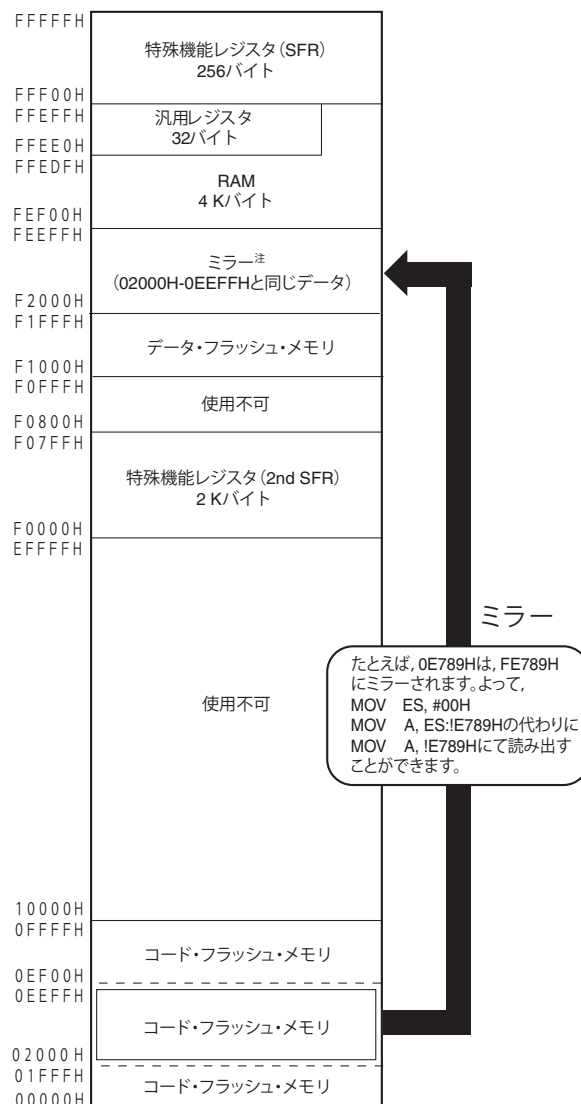 FFFFFH
特殊機能レジスタ(SFR)
256バイト
FFF00H
FFEFFH
汎用レジスタ
32バイト
FFEE0H
FFEDFH
RAM
4 Kバイト
FEF00H
FEEFFH
ミラー注
(02000H-0EEFFHと同じデータ)
F2000H
F1FFFH
データ・フラッシュ・メモリ
F1000H
F0FFFH
使用不可
F0800H
F07FFH
特殊機能レジスタ(2nd SFR)
2 Kバイト
F0000H
EFFFFH
ミラー
たとえば, 0E789Hは, FE789H
にミラーされます。よって,
MOV ES, #00H
MOV A, ES:!E789Hの代わりに
MOV A, !E789Hにて読み出す
ことができます。
使用不可
10000H
0FFFFH
コード・フラッシュ・メモリ
0EF00H
0EEFFH
コード・フラッシュ・メモリ
02000H
01FFFH
コード・フラッシュ・メモリ
00000H